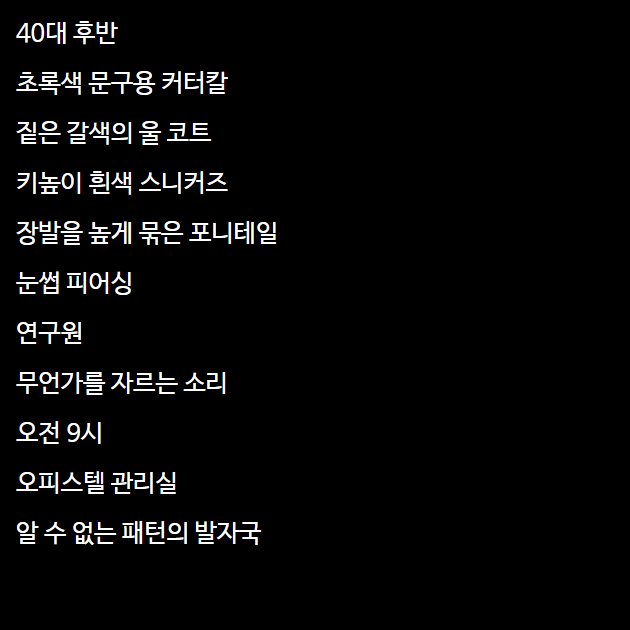 40대 후반
초록색 문구용 커터칼
짙은 갈색의 울 코트
키높이 흰색 스니커즈
장발을 높게 묶은 포니테일
눈썹 피어싱
연구원
무언가를 자르는 소리
오전 9시
오피스텔 관리실
알 수 없는 패턴의 발자국